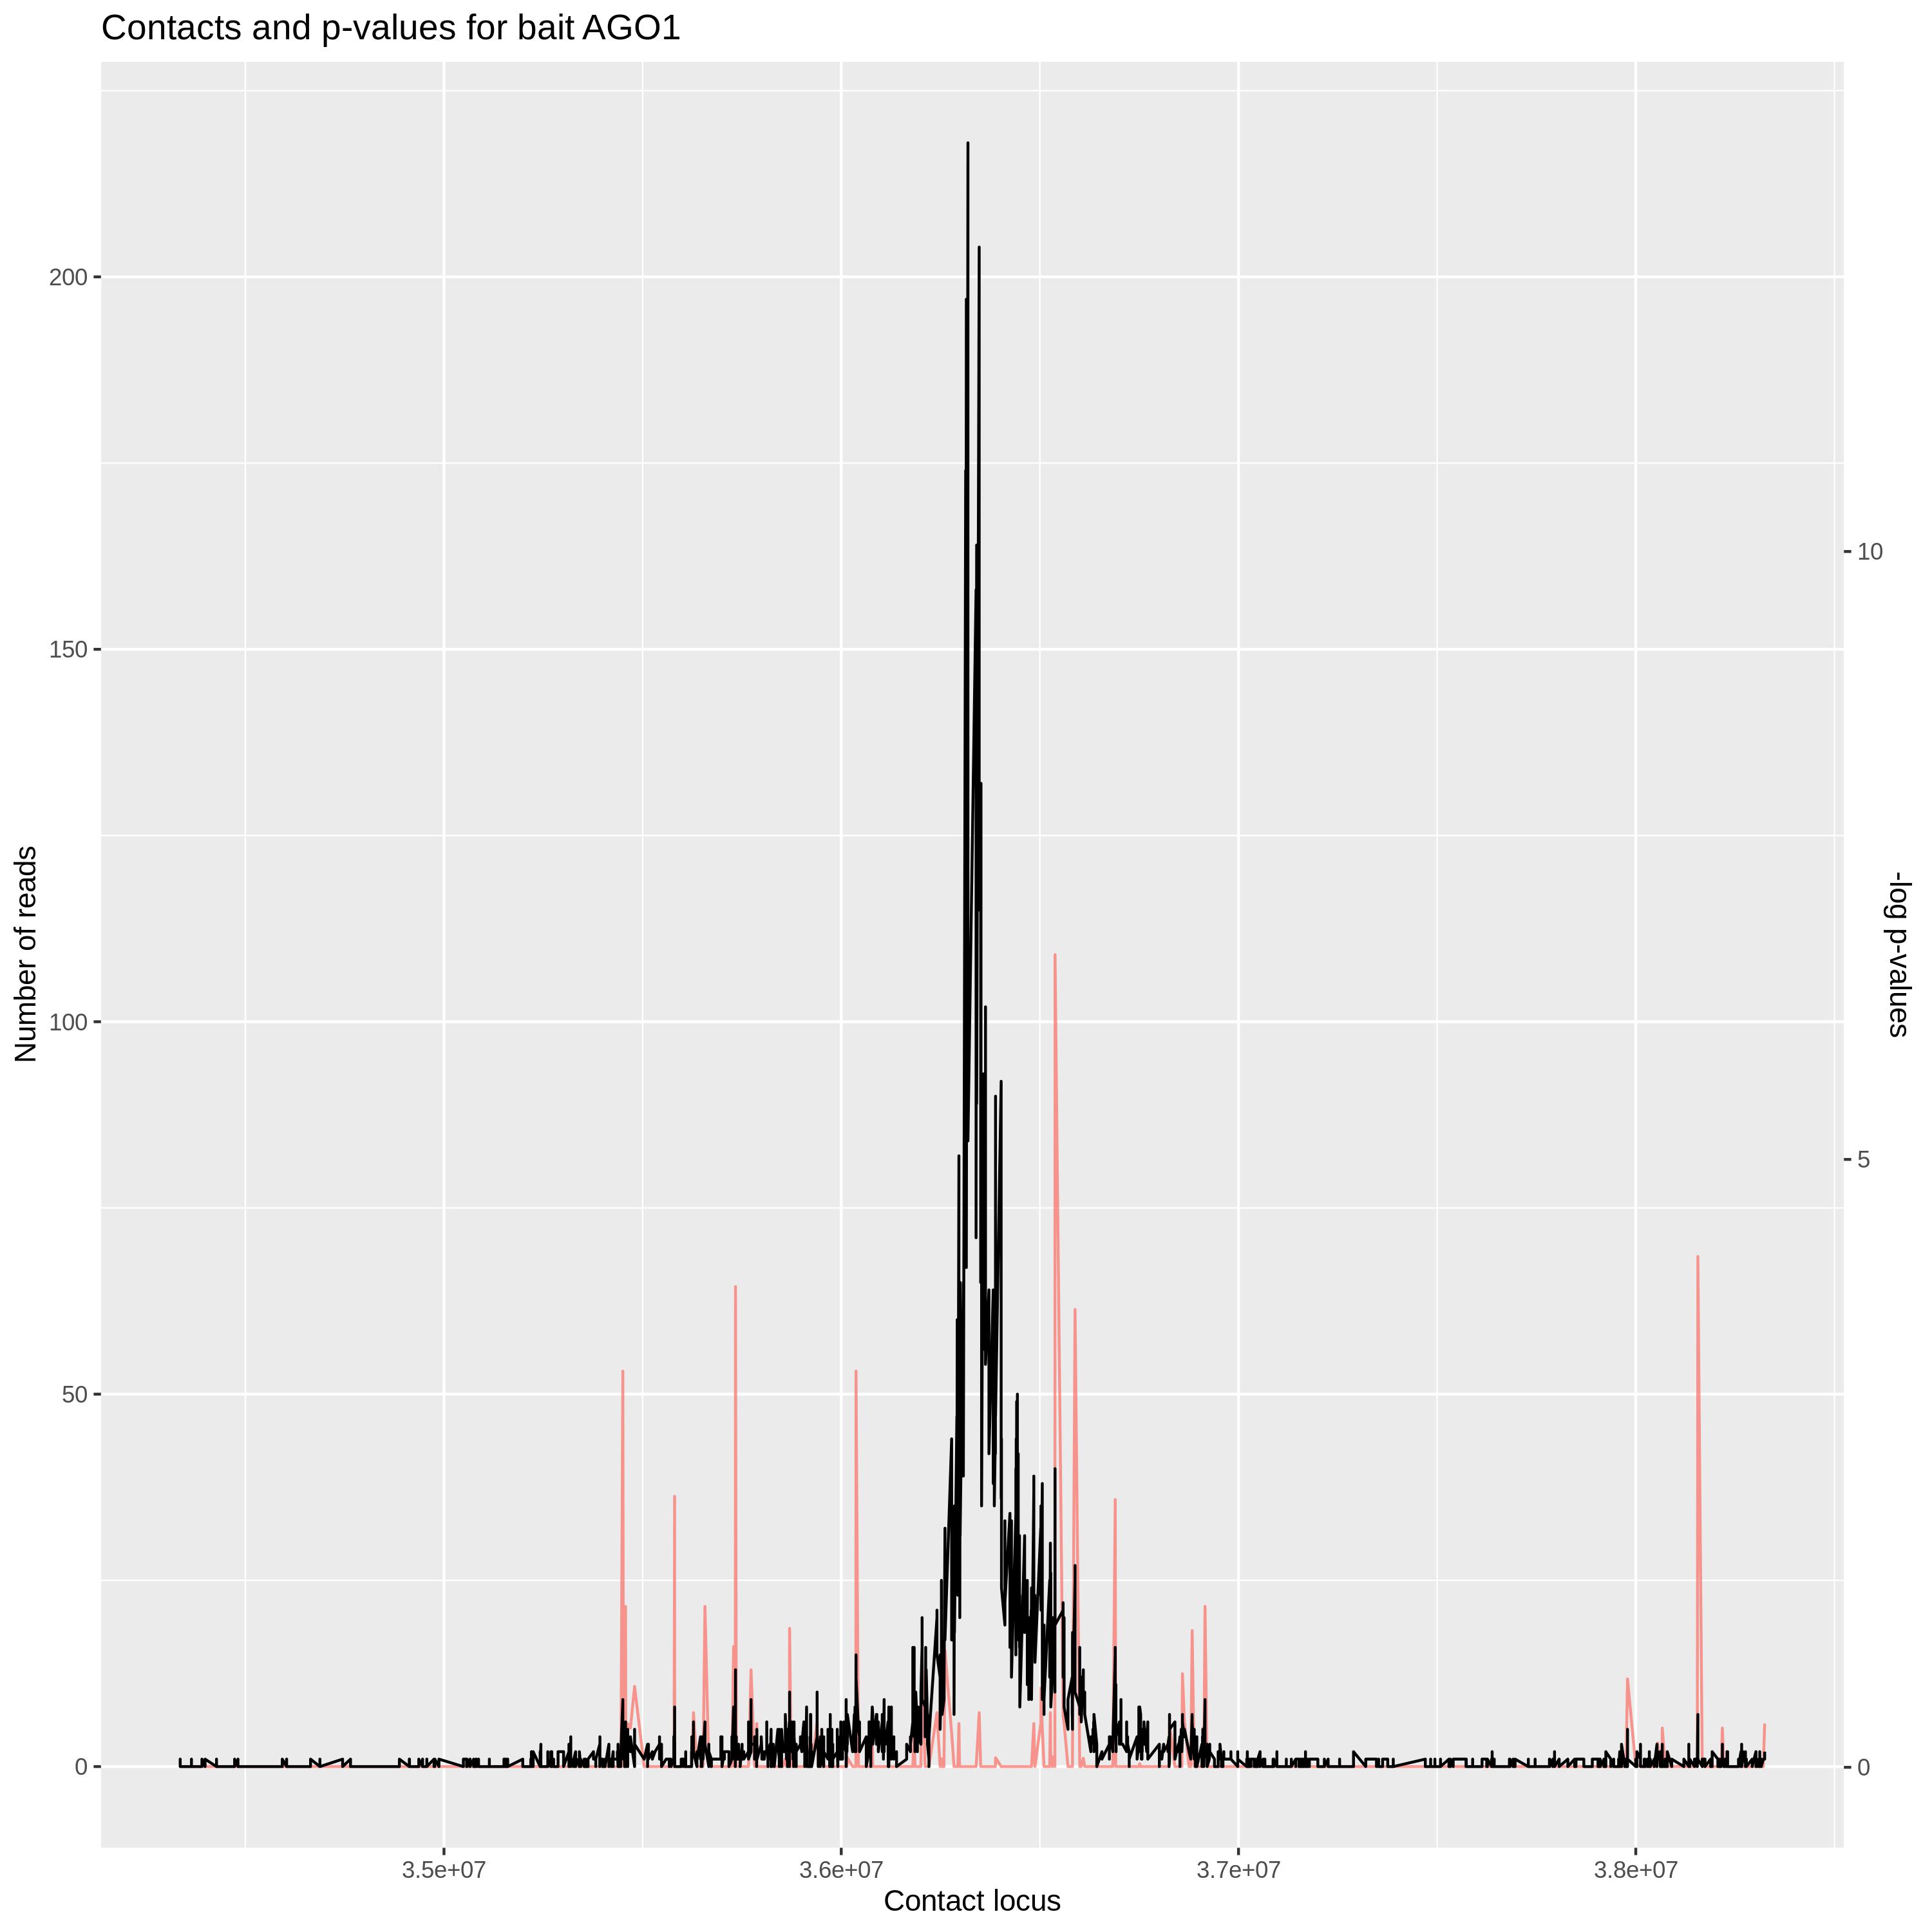 Contacts and p-values for bait AGO1
Number of reads
200
150
100
50
0
10
5
0
-log p-values
3.5e+07
3.6e+07
3.7e+07
3.8e+07
Contact locus